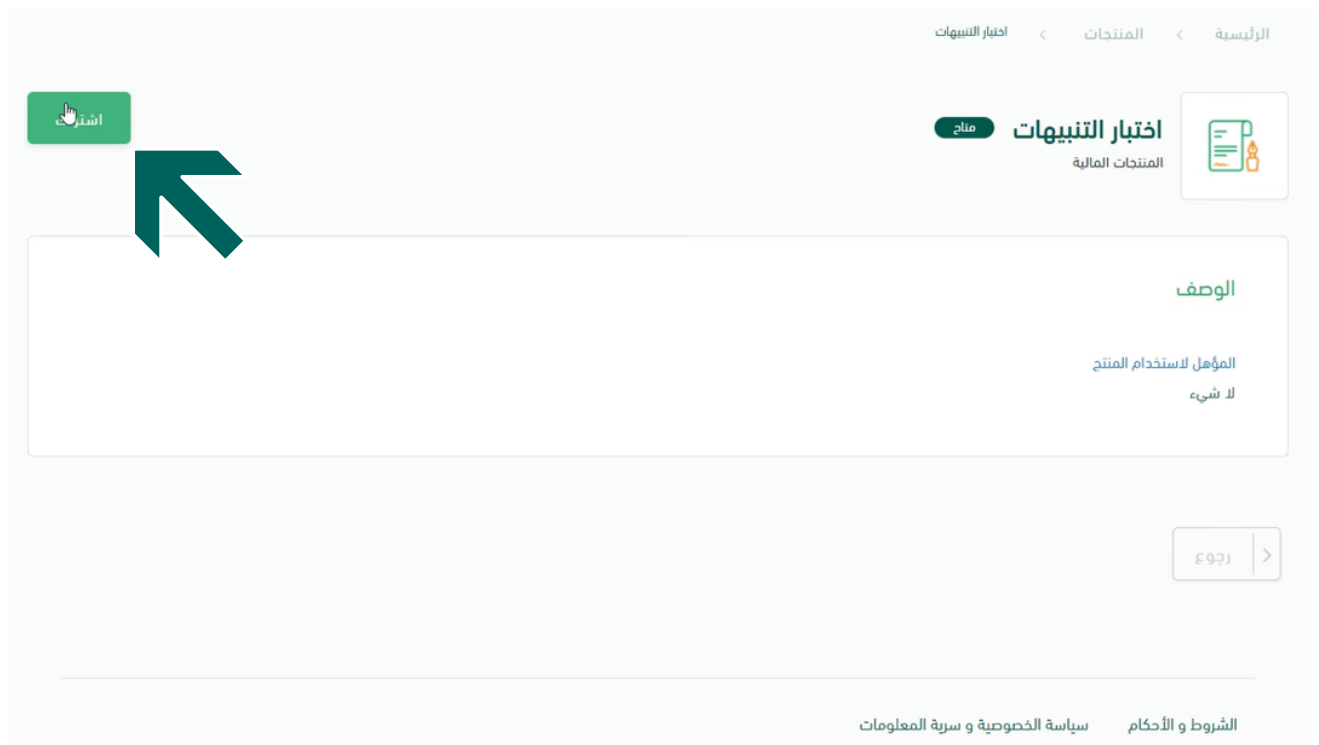 الرئيسية > المنتجات > اختبار التنبيهات
اختبار التنبيهات متاح
المنتجات المالية
الوصف
المؤهل لاستخدام المنتج
لا شيء
رجوع
الشروط و الأحكام سياسة الخصوصية و سرية المعلومات